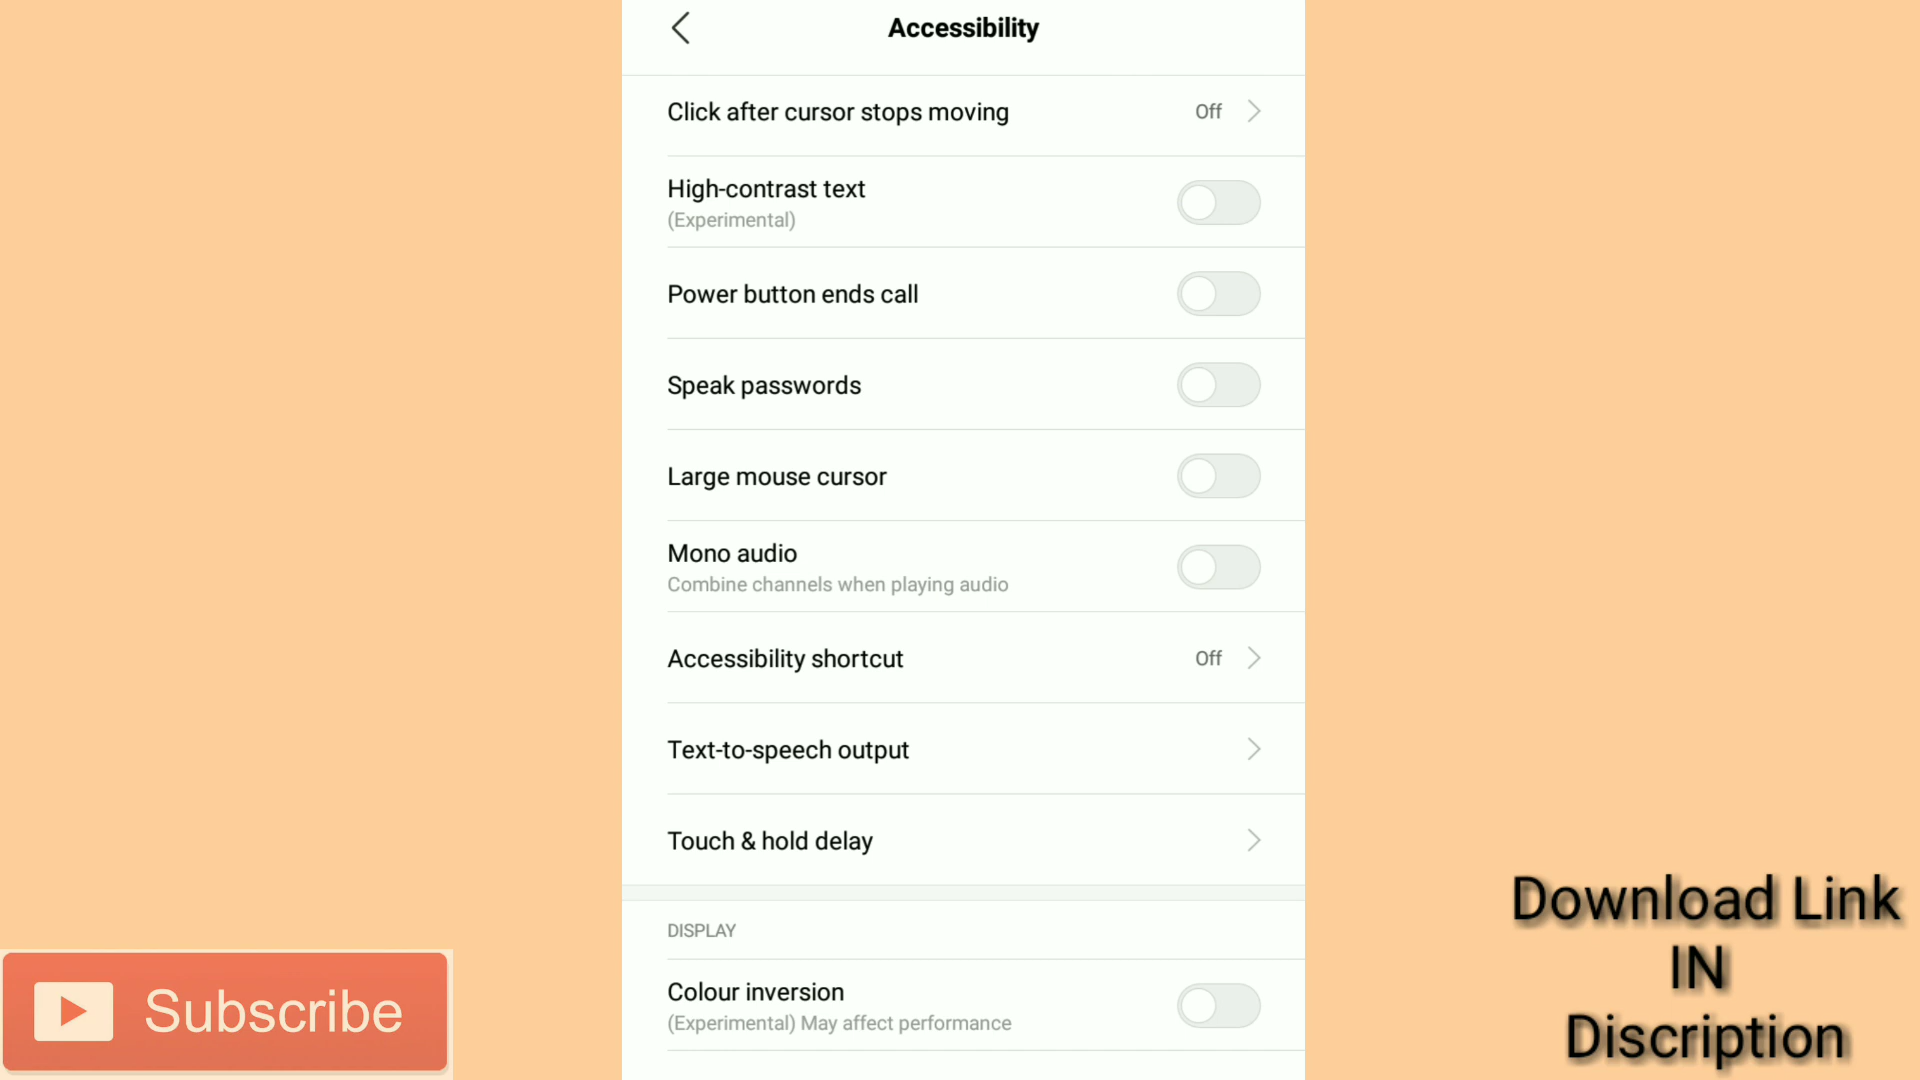 Accessibility
Click after cursor stops moving Off
High-contrast text
(Experimental)
Power button ends call
Speak passwords
Large mouse cursor
Mono audio
Combine channels when playing audio
Accessibility shortcut Off
Text-to-speech output
Touch & hold delay
DISPLAY
Colour inversion
(Experimental) May affect performance
Subscribe
Download Link
IN
Discription